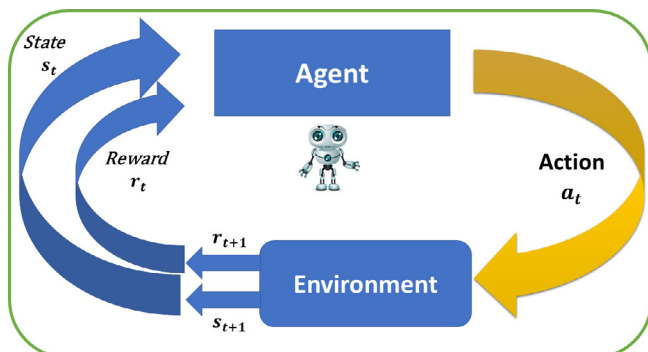 State
s_t
Agent
Reward
r_t
Action
a_t
r_{t+1}
Environment
s_{t+1}